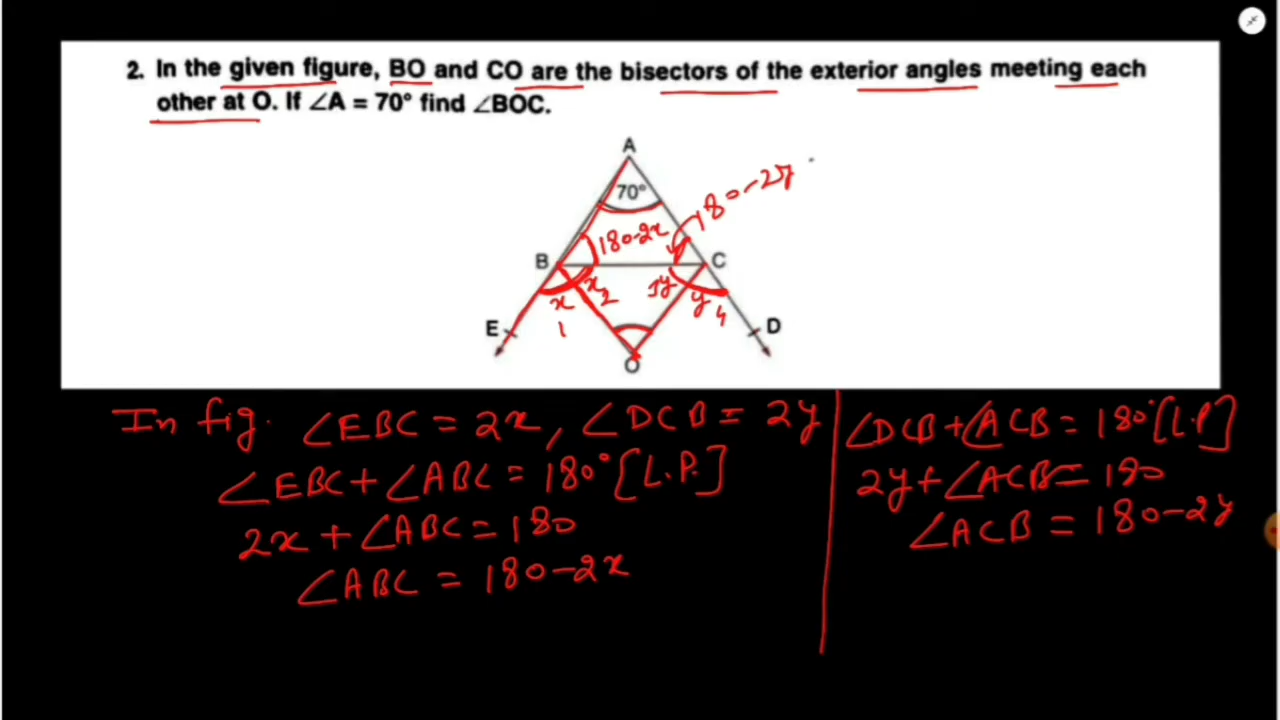 2. In the given figure, BO and CO are the bisectors of the exterior angles meeting each
other at O. If ∠A = 70° find ∠BOC.
A
70°
180-2y
180-2x
B
C
x
2
3y
y
4
x
1
E
D
O
In fig. ∠EBC = 2x, ∠DCB = 2y
∠EBC + ∠ABC = 180° [L.P.]
2x + ∠ABC = 180
∠ABC = 180-2x
∠DCB + ∠ACB = 180° [L.P]
2y + ∠ACB = 180
∠ACB = 180-2y